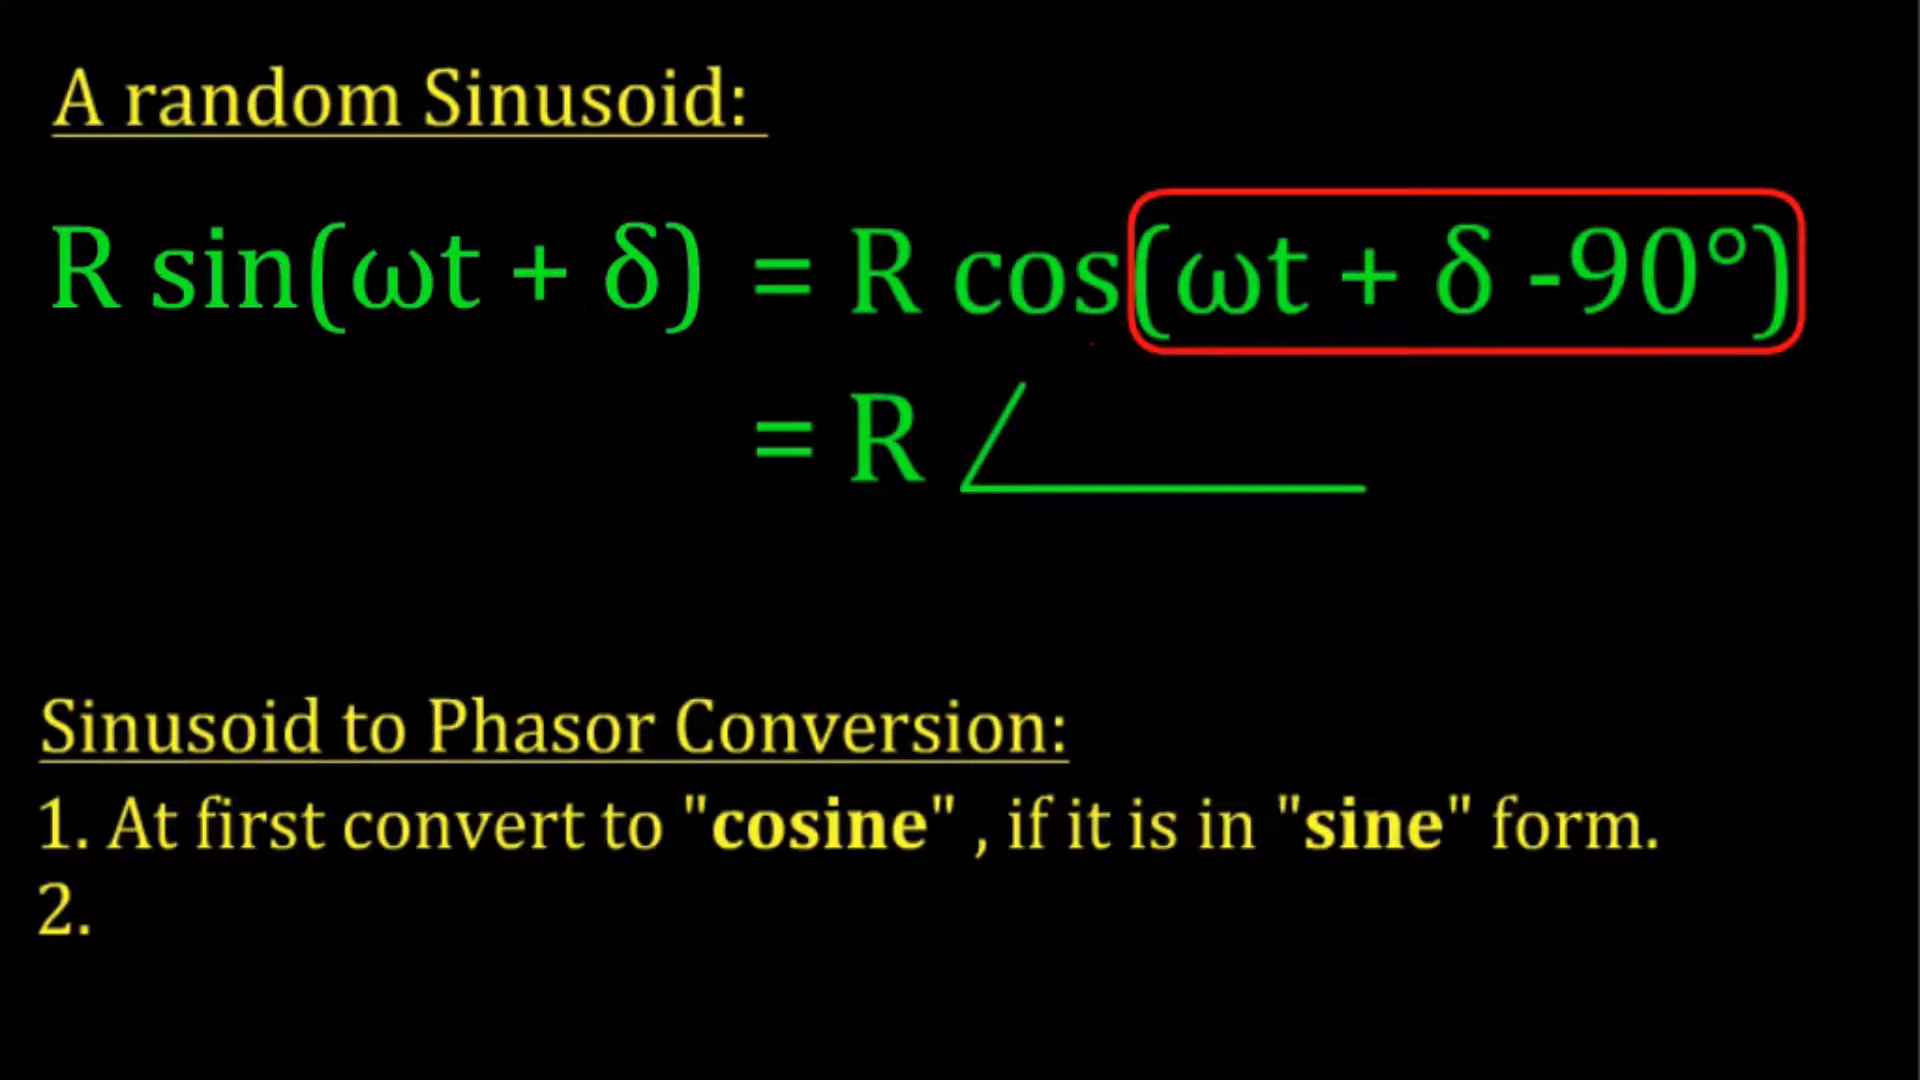 A random Sinusoid:
R sin(ωt + δ) = R cos(ωt + δ -90°)
= R
Sinusoid to Phasor Conversion:
1. At first convert to "cosine" , if it is in "sine" form.
2.